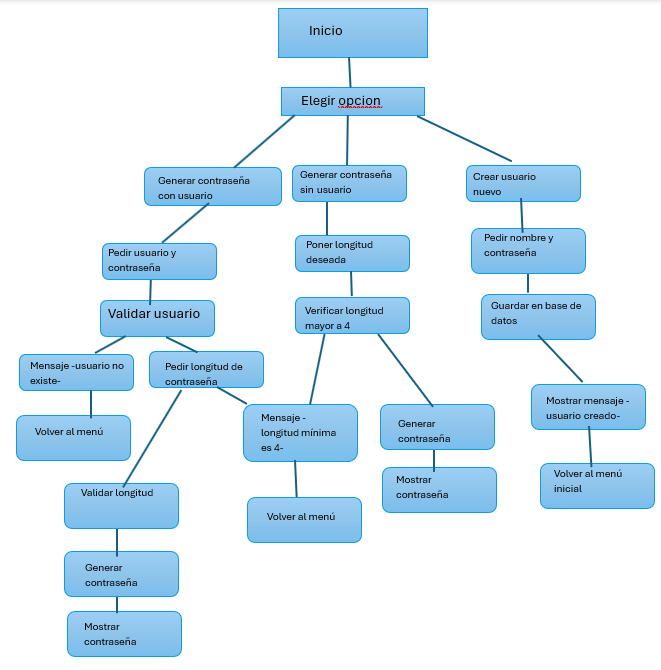 Inicio
Elegir opcion
Generar contraseña
con usuario
Generar contraseña
sin usuario
Crear usuario
nuevo
Pedir usuario y
contraseña
Poner longitud
deseada
Pedir nombre y
contraseña
Validar usuario
Verificar longitud
mayor a 4
Guardar en base de
datos
Mensaje -usuario no
existe-
Pedir longitud de
contraseña
Mensaje -
longitud mínima
es 4-
Generar
contraseña
Mostrar mensaje -
usuario creado-
Volver al menú
Mostrar
contraseña
Volver al menú
inicial
Validar longitud
Volver al menú
Generar
contraseña
Mostrar
contraseña